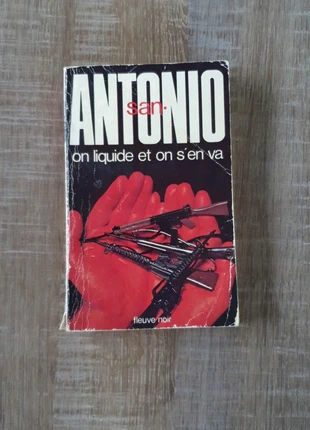 san-
ANTONIO
on liquide et on s'en va
fleuve noir